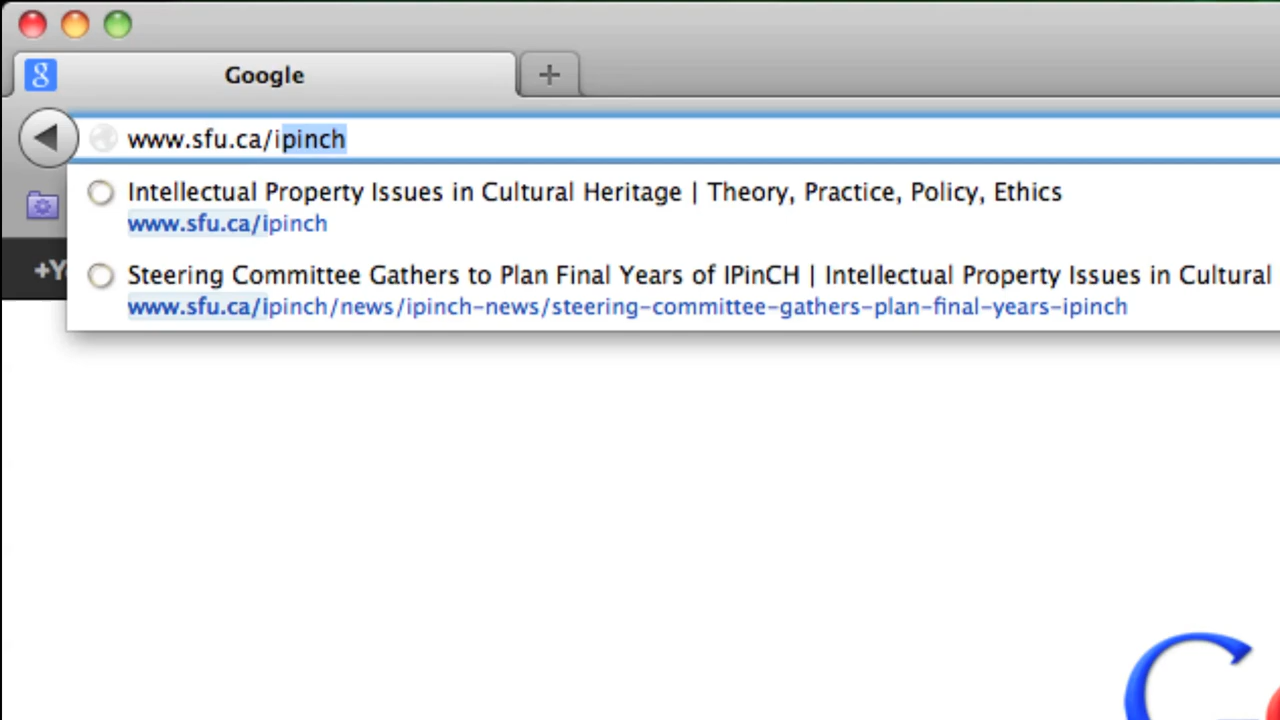 Google
www.sfu.ca/ipinch
Intellectual Property Issues in Cultural Heritage | Theory, Practice, Policy, Ethics
www.sfu.ca/ipinch
+Y
Steering Committee Gathers to Plan Final Years of IPinCH | Intellectual Property Issues in Cultural
www.sfu.ca/ipinch/news/ipinch-news/steering-committee-gathers-plan-final-years-ipinch
G